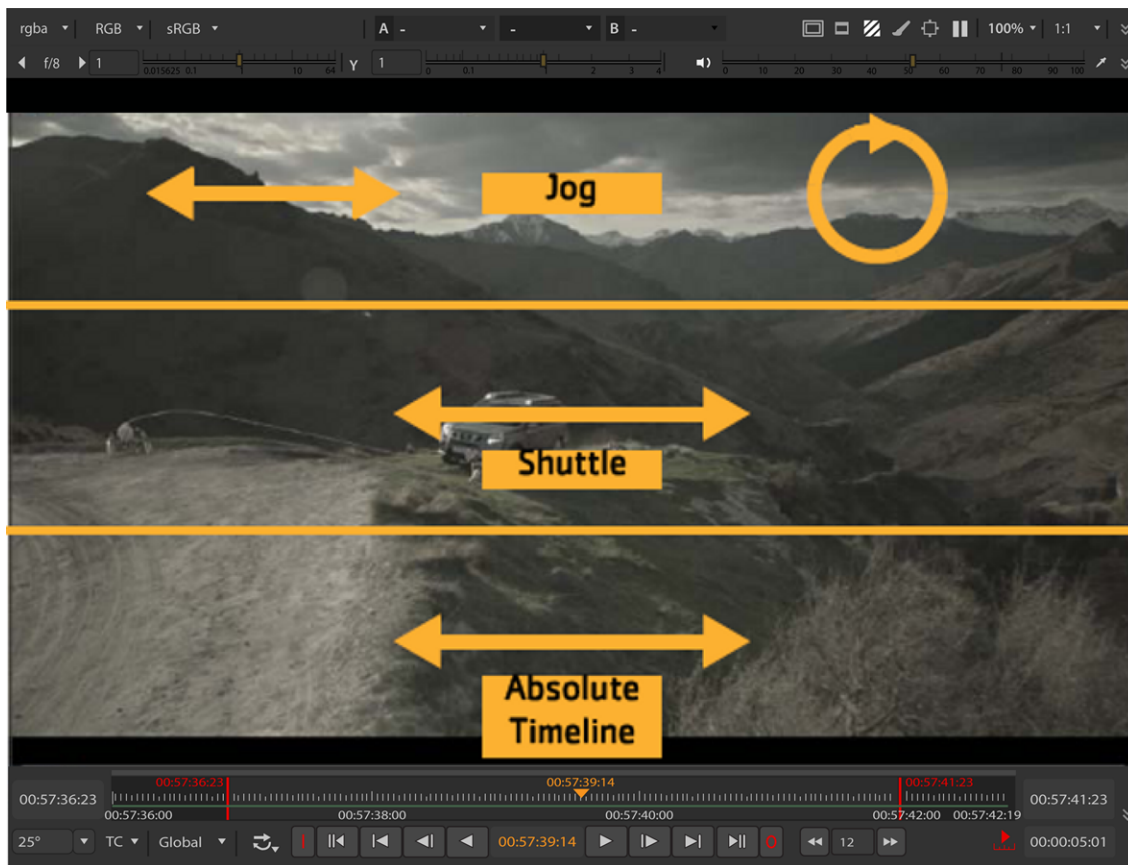 rgba RGB sRGB A - - B - 100% 1:1
f/8 1 0.015625 0.1 1 10 64 Y 1 0 0.1 1 2 3 4 0 10 20 30 40 50 60 70 80 90 100
Jog
Shuttle
Absolute
Timeline
00:57:36:23 00:57:39:14 00:57:41:23
00:57:36:23 00:57:41:23
00:57:36:00 00:57:38:00 00:57:40:00 00:57:42:00 00:57:42:19
25° TC Global I 00:57:39:14 O 12 00:00:05:01